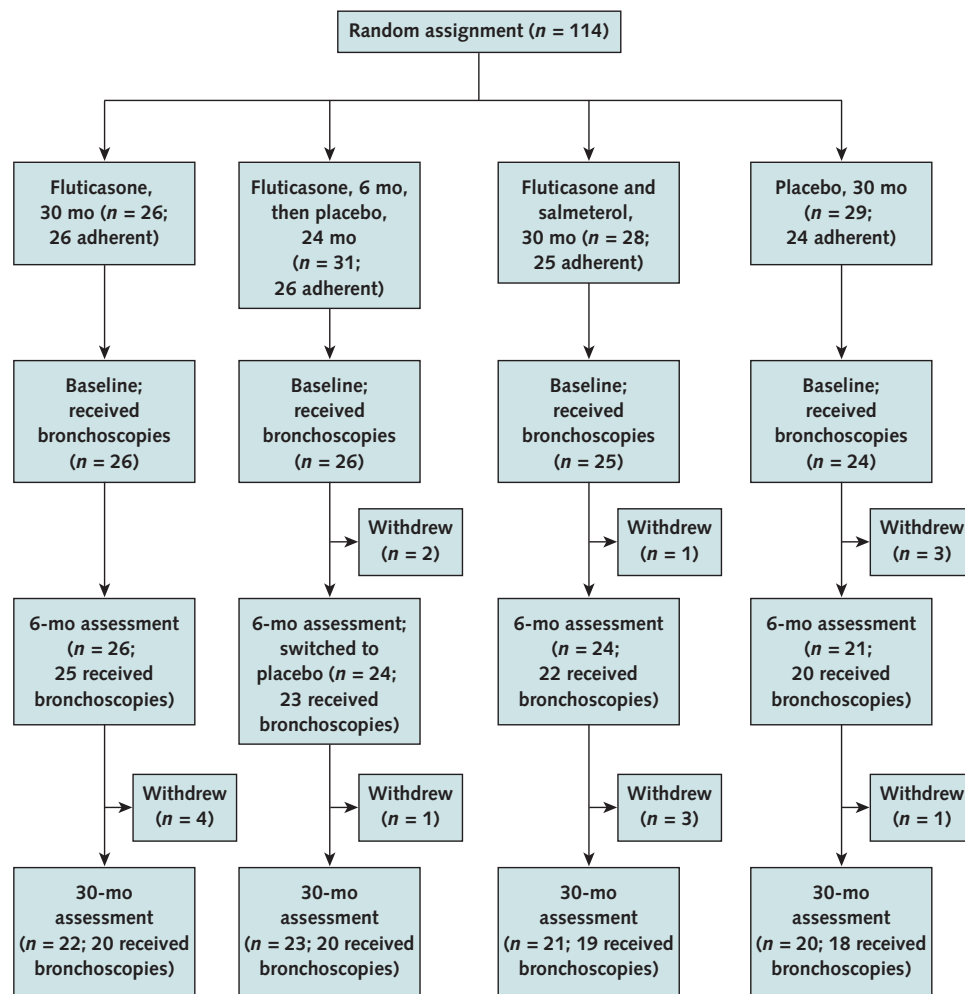 Random assignment (n = 114)
Fluticasone,
30 mo (n = 26;
26 adherent)
Fluticasone, 6 mo,
then placebo,
24 mo
(n = 31;
26 adherent)
Fluticasone and
salmeterol,
30 mo (n = 28;
25 adherent)
Placebo, 30 mo
(n = 29;
24 adherent)
Baseline;
received
bronchoscopies
(n = 26)
Baseline;
received
bronchoscopies
(n = 26)
Baseline;
received
bronchoscopies
(n = 25)
Baseline;
received
bronchoscopies
(n = 24)
Withdrew
(n = 2)
Withdrew
(n = 1)
Withdrew
(n = 3)
6-mo assessment
(n = 26;
25 received
bronchoscopies)
6-mo assessment;
switched to
placebo (n = 24;
23 received
bronchoscopies)
6-mo assessment
(n = 24;
22 received
bronchoscopies)
6-mo assessment
(n = 21;
20 received
bronchoscopies)
Withdrew
(n = 4)
Withdrew
(n = 1)
Withdrew
(n = 3)
Withdrew
(n = 1)
30-mo
assessment
(n = 22; 20 received
bronchoscopies)
30-mo
assessment
(n = 23; 20 received
bronchoscopies)
30-mo
assessment
(n = 21; 19 received
bronchoscopies)
30-mo
assessment
(n = 20; 18 received
bronchoscopies)